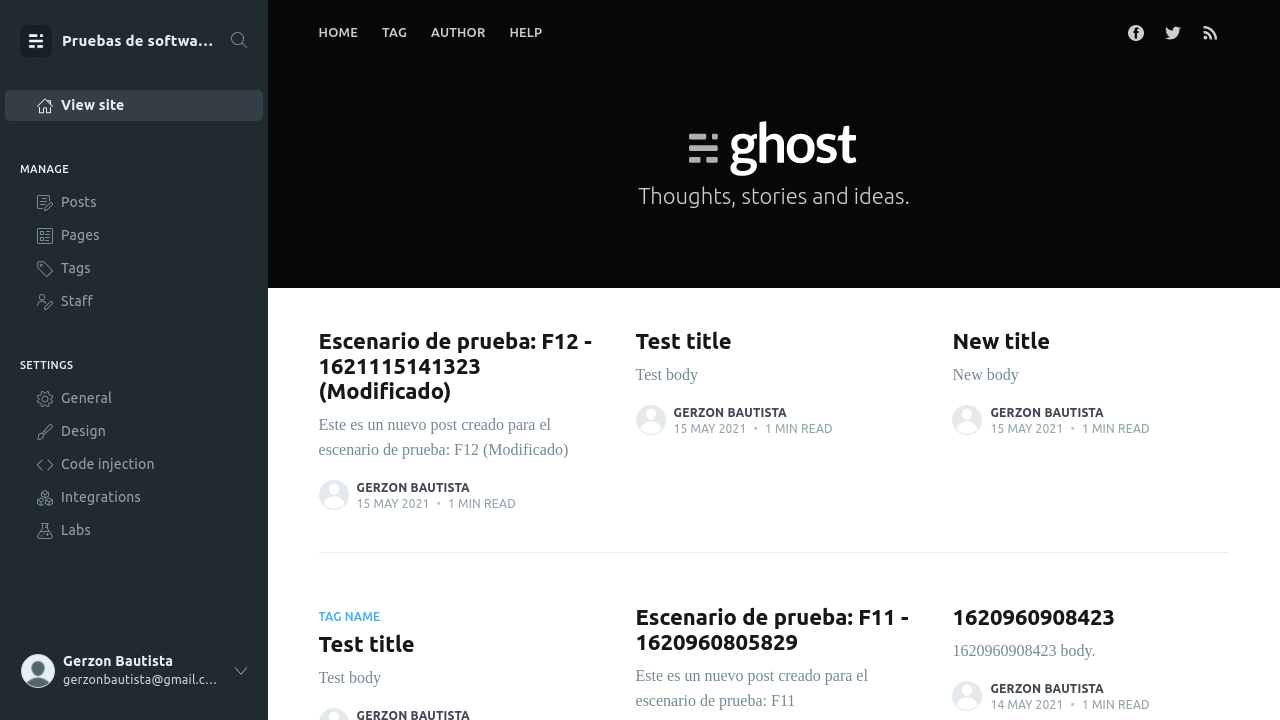 Pruebas de softwa...
View site
MANAGE
Posts
Pages
Tags
Staff
SETTINGS
General
Design
Code injection
Integrations
Labs
Gerzon Bautista
gerzonbautista@gmail.c...
HOME TAG AUTHOR HELP
ghost
Thoughts, stories and ideas.
Escenario de prueba: F12 -
1621115141323
(Modificado)
Este es un nuevo post creado para el
escenario de prueba: F12 (Modificado)
GERZON BAUTISTA
15 MAY 2021 • 1 MIN READ
Test title
Test body
GERZON BAUTISTA
15 MAY 2021 • 1 MIN READ
New title
New body
GERZON BAUTISTA
15 MAY 2021 • 1 MIN READ
TAG NAME
Test title
Test body
GERZON BAUTISTA
Escenario de prueba: F11 -
1620960805829
Este es un nuevo post creado para el
escenario de prueba: F11
1620960908423
1620960908423 body.
GERZON BAUTISTA
14 MAY 2021 • 1 MIN READ